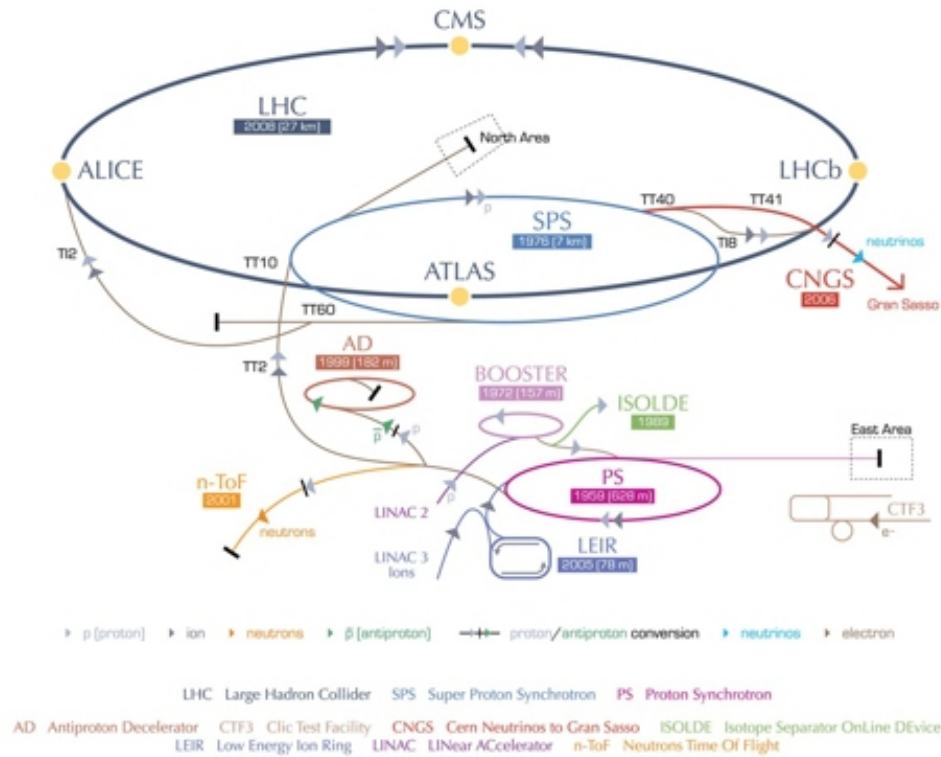 CMS
LHC
2008 (27 km)
North Area
ALICE
LHCb
TT40
TT41
SPS
1976 (7 km)
TI8
p
neutrinos
TI2
TT10
ATLAS
CNGS
2006
Gran Sasso
TT60
AD
1999 (182 m)
TT2
BOOSTER
1972 (157 m)
ISOLDE
1989
East Area
p̄
p
n-ToF
2001
PS
1959 (628 m)
p
LINAC 2
neutrons
CTF3
e-
LINAC 3
Ions
LEIR
2005 (78 m)
p (proton) ion neutrons p̄ (antiproton) proton/antiproton conversion neutrinos electron
LHC Large Hadron Collider SPS Super Proton Synchrotron PS Proton Synchrotron
AD Antiproton Decelerator CTF3 Clic Test Facility CNGS Cern Neutrinos to Gran Sasso ISOLDE Isotope Separator OnLine DEvice
LEIR Low Energy Ion Ring LINAC LINear ACcelerator n-ToF Neutrons Time Of Flight